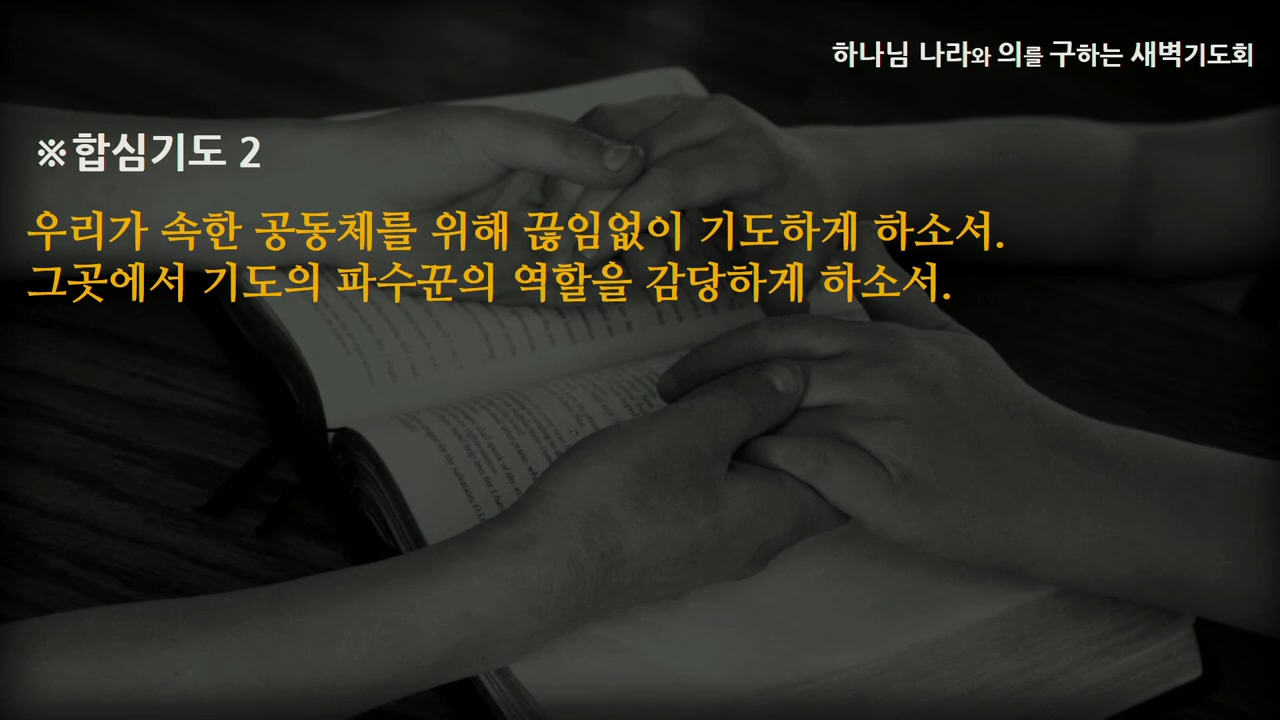 하나님 나라와 의를 구하는 새벽기도회
※합심기도 2
우리가 속한 공동체를 위해 끊임없이 기도하게 하소서.
그곳에서 기도의 파수꾼의 역할을 감당하게 하소서.